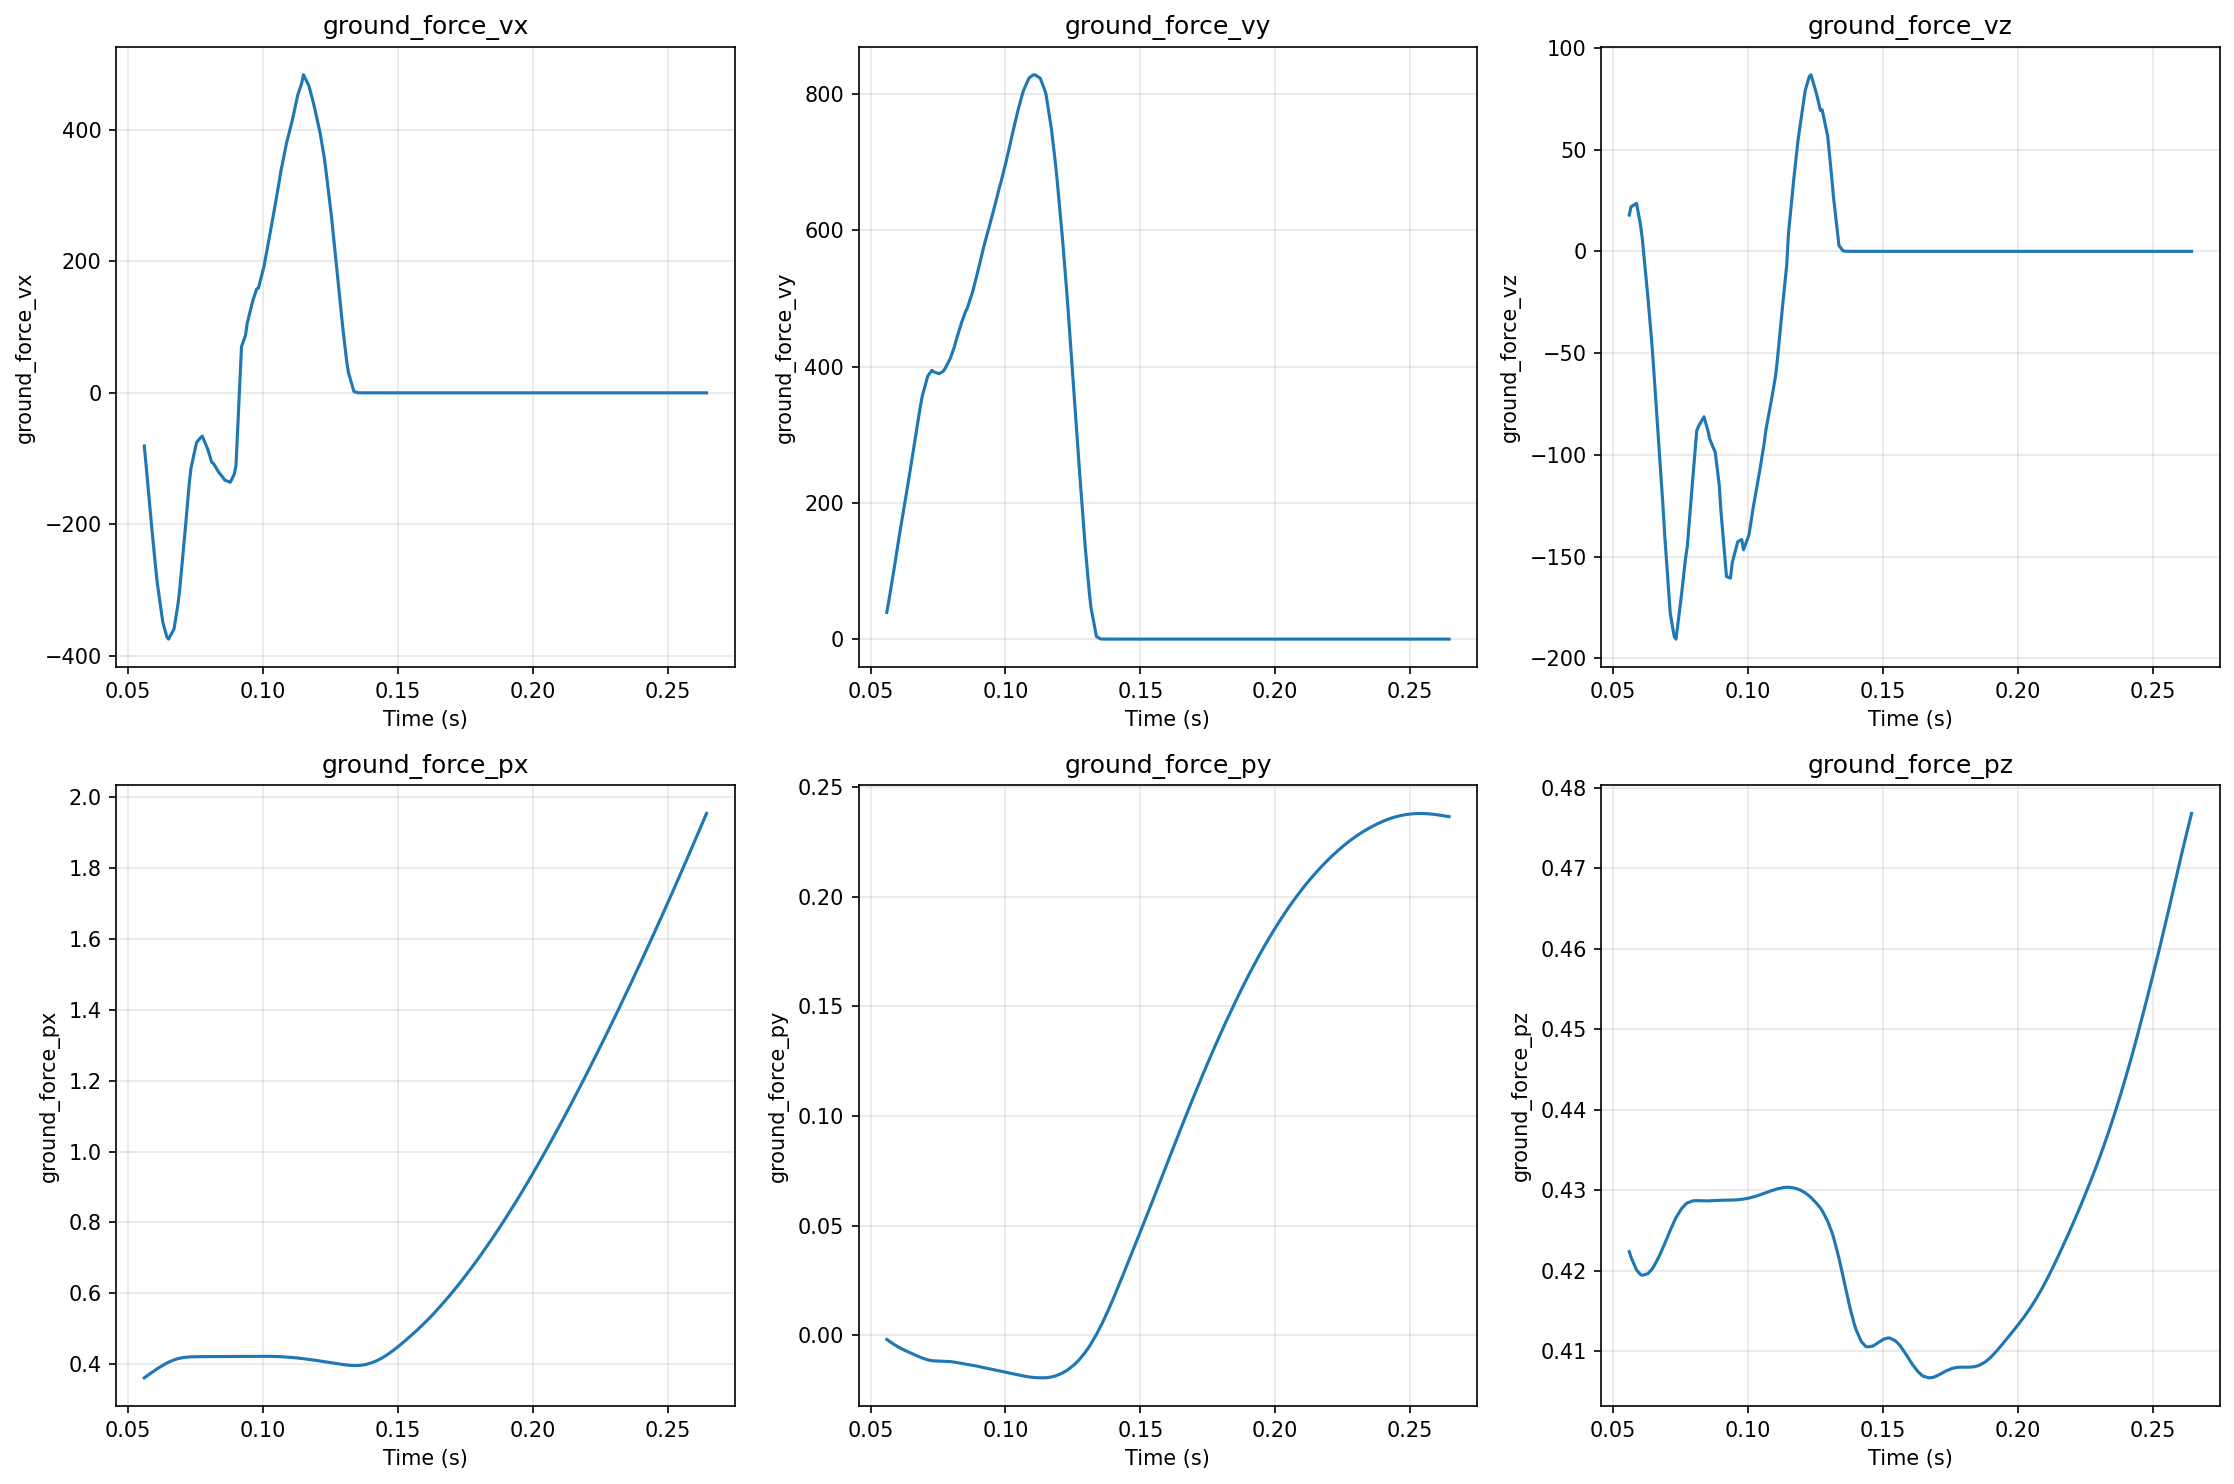 ground_force_vx
ground_force_vx
400
200
0
−200
−400
0.05 0.10 0.15 0.20 0.25
Time (s)
ground_force_vy
ground_force_vy
800
600
400
200
0
0.05 0.10 0.15 0.20 0.25
Time (s)
ground_force_vz
ground_force_vz
100
50
0
−50
−100
−150
−200
0.05 0.10 0.15 0.20 0.25
Time (s)
ground_force_px
ground_force_px
2.0
1.8
1.6
1.4
1.2
1.0
0.8
0.6
0.4
0.05 0.10 0.15 0.20 0.25
Time (s)
ground_force_py
ground_force_py
0.25
0.20
0.15
0.10
0.05
0.00
0.05 0.10 0.15 0.20 0.25
Time (s)
ground_force_pz
ground_force_pz
0.48
0.47
0.46
0.45
0.44
0.43
0.42
0.41
0.05 0.10 0.15 0.20 0.25
Time (s)